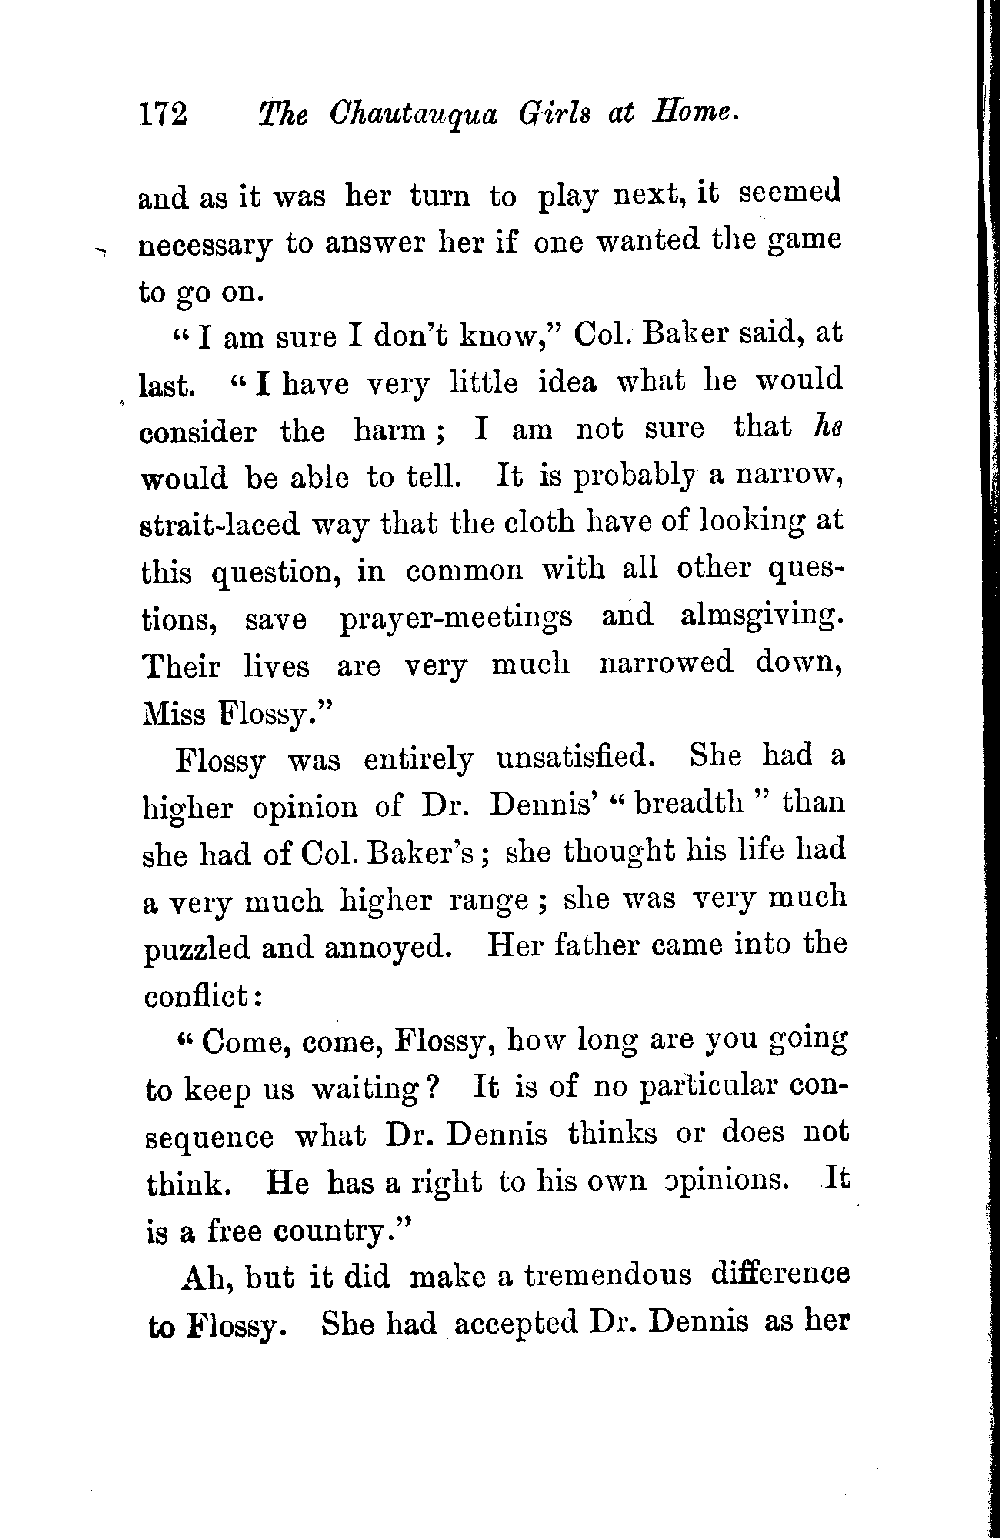 172 The Chautauqua Girls at Home.
and as it was her turn to play next, it seemed
necessary to answer her if one wanted the game
to go on.
“ I am sure I don’t know,” Col. Baker said, at
last. “ I have very little idea what he would
consider the harm ; I am not sure that he
would be able to tell. It is probably a narrow,
strait-laced way that the cloth have of looking at
this question, in common with all other ques-
tions, save prayer-meetings and almsgiving.
Their lives are very much narrowed down,
Miss Flossy.”
Flossy was entirely unsatisfied. She had a
higher opinion of Dr. Dennis’ “ breadth ” than
she had of Col. Baker’s ; she thought his life had
a very much higher range ; she was very much
puzzled and annoyed. Her father came into the
conflict :
“ Come, come, Flossy, how long are you going
to keep us waiting ? It is of no particular con-
sequence what Dr. Dennis thinks or does not
think. He has a right to his own opinions. It
is a free country.”
Ah, but it did make a tremendous difference
to Flossy. She had accepted Dr. Dennis as her